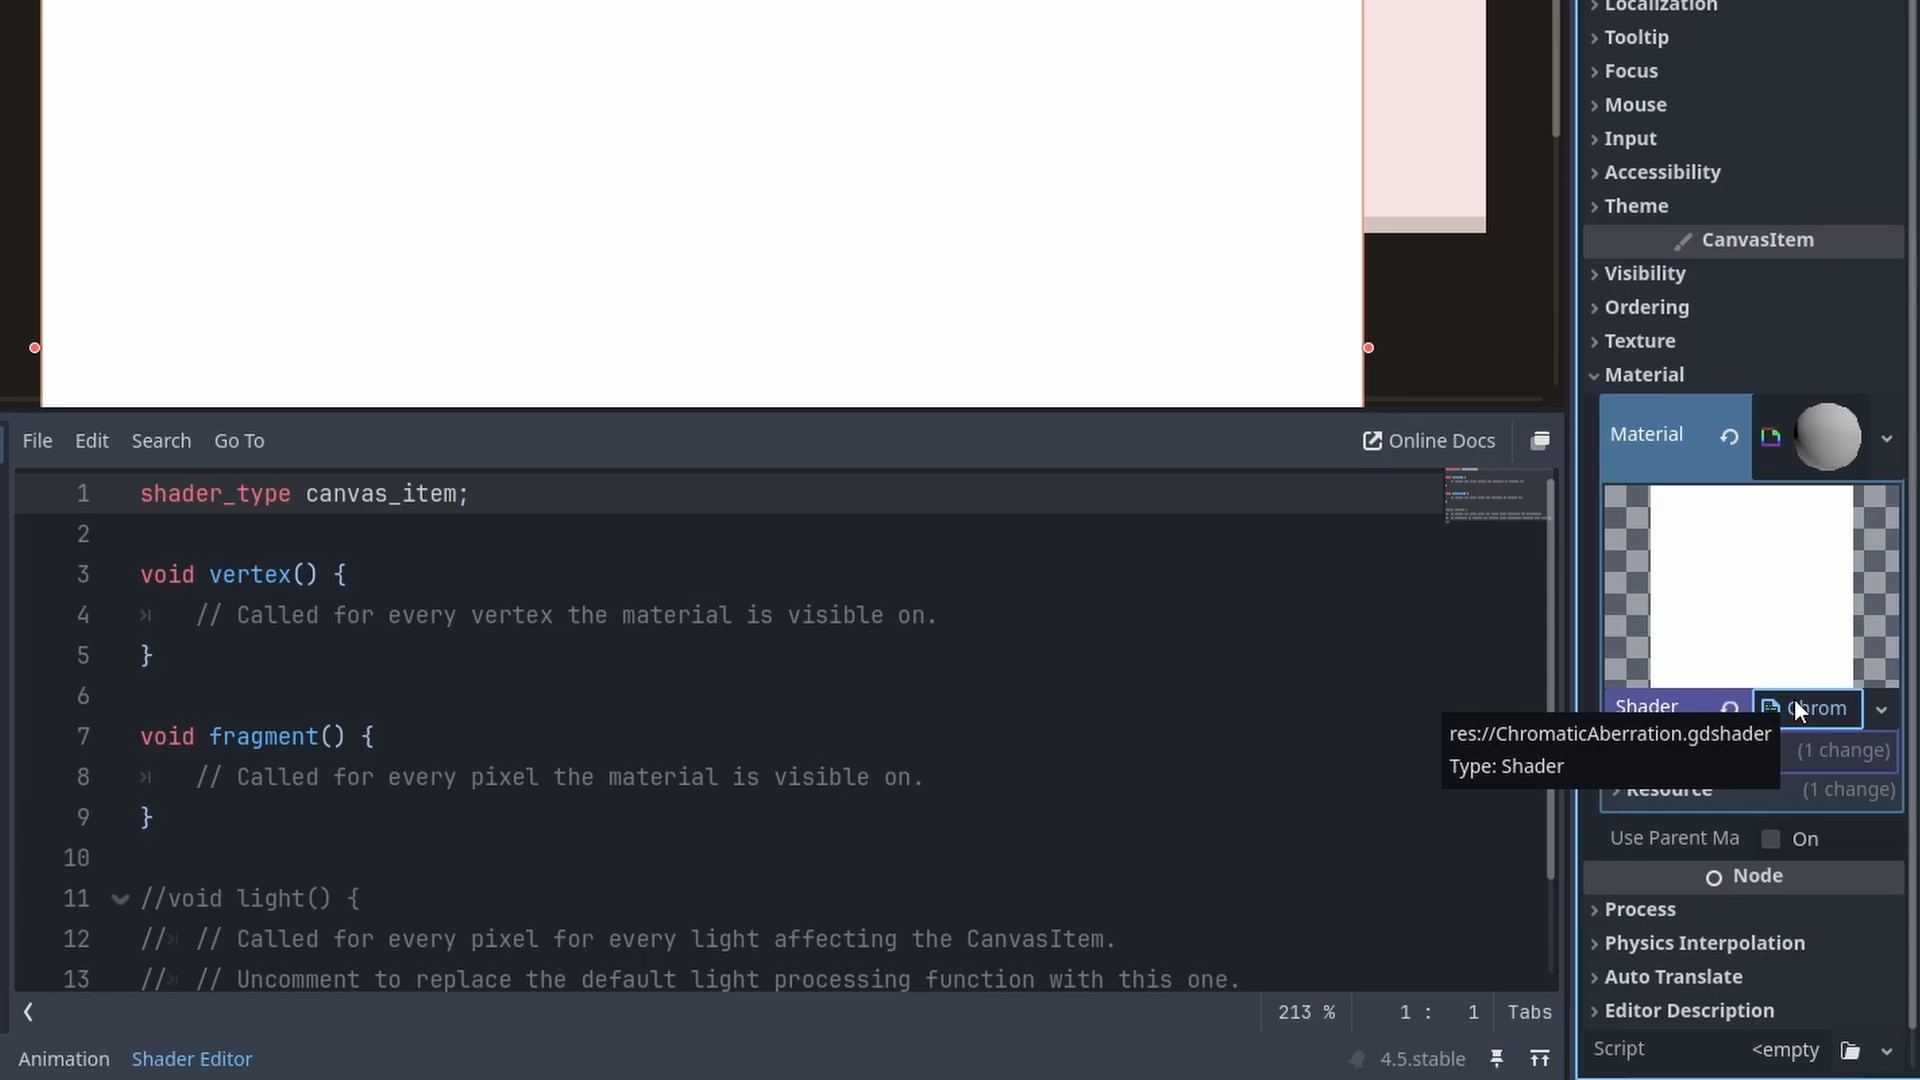 Localization
Tooltip
Focus
Mouse
Input
Accessibility
Theme
CanvasItem
Visibility
Ordering
Texture
Material
Material
Shader
Chrom
res://ChromaticAberration.gdshader
(1 change)
Type: Shader
Resource (1 change)
Use Parent Ma On
Node
Process
Physics Interpolation
Auto Translate
Editor Description
Script <empty
File Edit Search Go To Online Docs
1 shader_type canvas_item;
2
3 void vertex() {
4 // Called for every vertex the material is visible on.
5 }
6
7 void fragment() {
8 // Called for every pixel the material is visible on.
9 }
10
11 //void light() {
12 // // Called for every pixel for every light affecting the CanvasItem.
13 // // Uncomment to replace the default light processing function with this one.
213 % 1 : 1 Tabs
Animation Shader Editor 4.5.stable